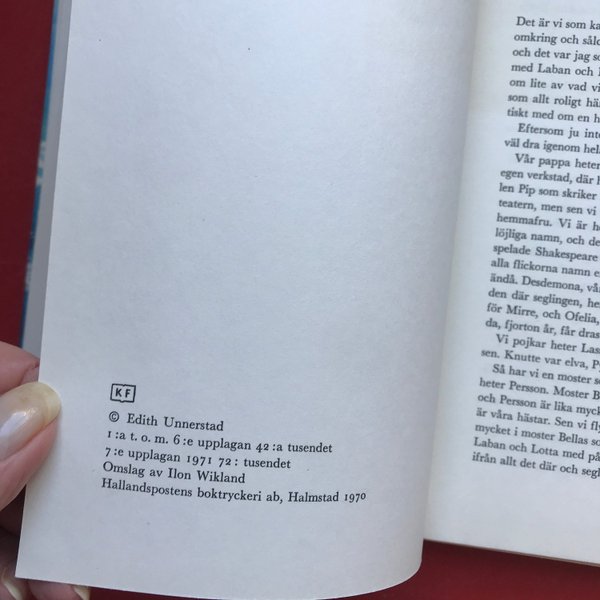 KF
© Edith Unnerstad
1:a t. o. m. 6:e upplagan 42:a tusendet
7:e upplagan 1971 72: tusendet
Omslag av Ilon Wikland
Hallandspostens boktryckeri ab, Halmstad 1970
Det är vi som ka
omkring och sålde
och det var jag so
med Laban och
om lite av vad vi
som allt roligt hä
tiskt med om en h
Eftersom ju int
väl dra igenom hel
Vår pappa heter
egen verkstad, där h
len Pip som skriker
teatern, men sen vi
hemmafru. Vi är h
löjliga namn, och de
spelade Shakespeare
alla flickorna namn e
ändå. Desdemona, vår
den där seglingen, he
för Mirre, och Ofelia,
da, fjorton år, får dras
Vi pojkar heter Las
sen. Knutte var elva, Py
Så har vi en moster s
heter Persson. Moster B
och Persson är lika myck
är våra hästar. Sen vi fly
mycket i moster Bellas s
Laban och Lotta med på
ifrån allt det där och segl